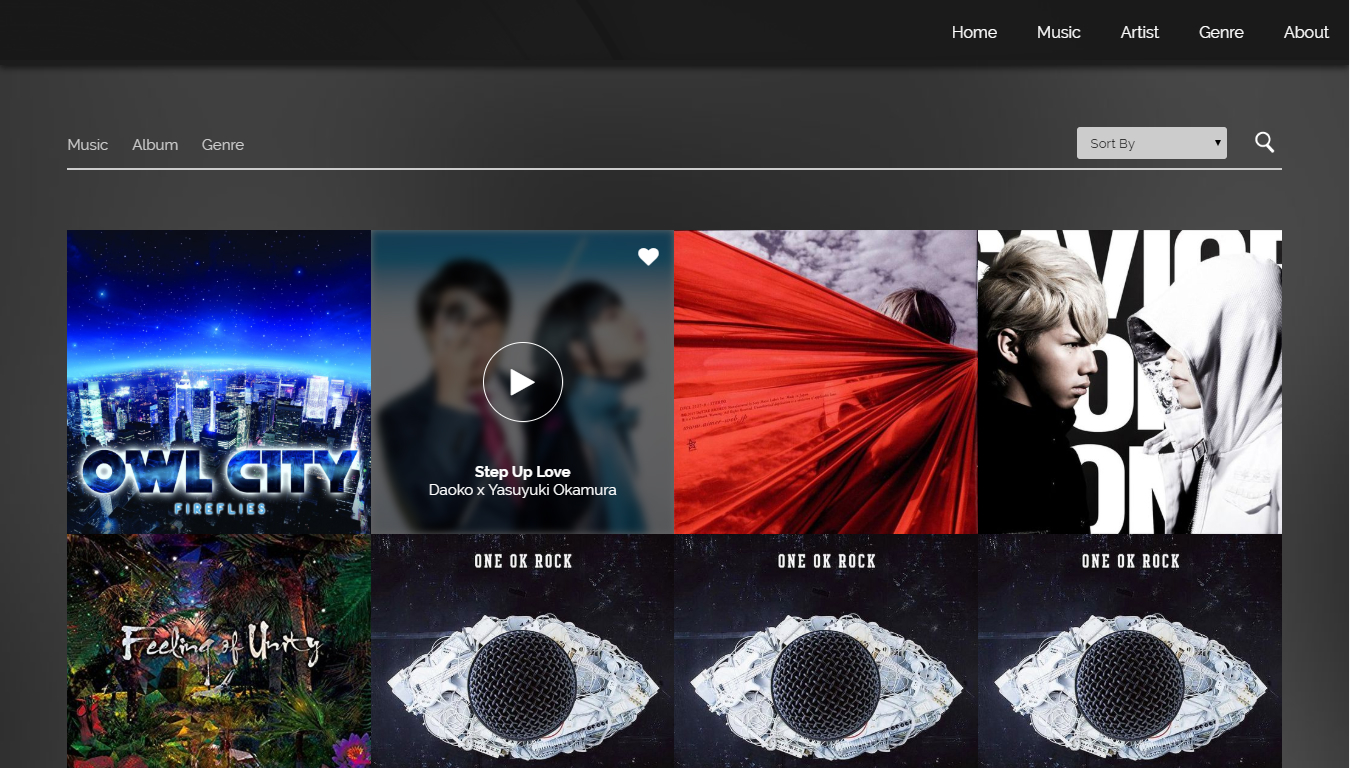 Home Music Artist Genre About
Music Album Genre
Sort By
OWL CITY
FIREFLIES
Step Up Love
Daoko x Yasuyuki Okamura
Feeling of Unity
ONE OK ROCK
ONE OK ROCK
ONE OK ROCK